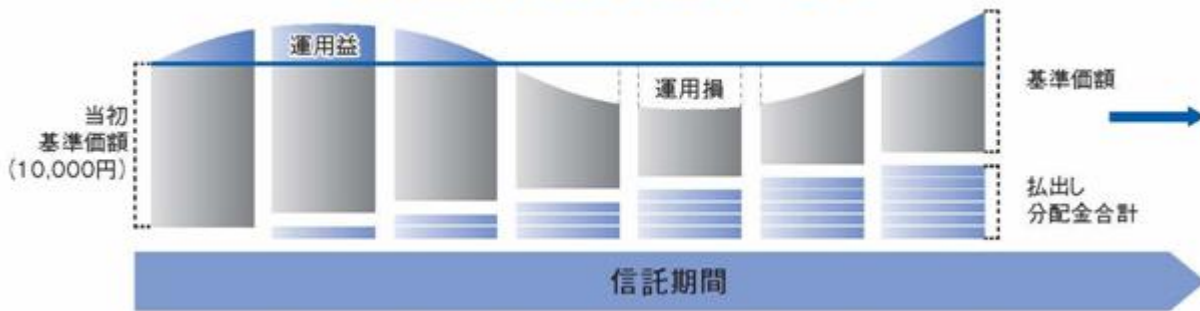 運用益
運用損
当初
基準価額
(10,000円)
基準価額
払出し
分配金合計
信託期間